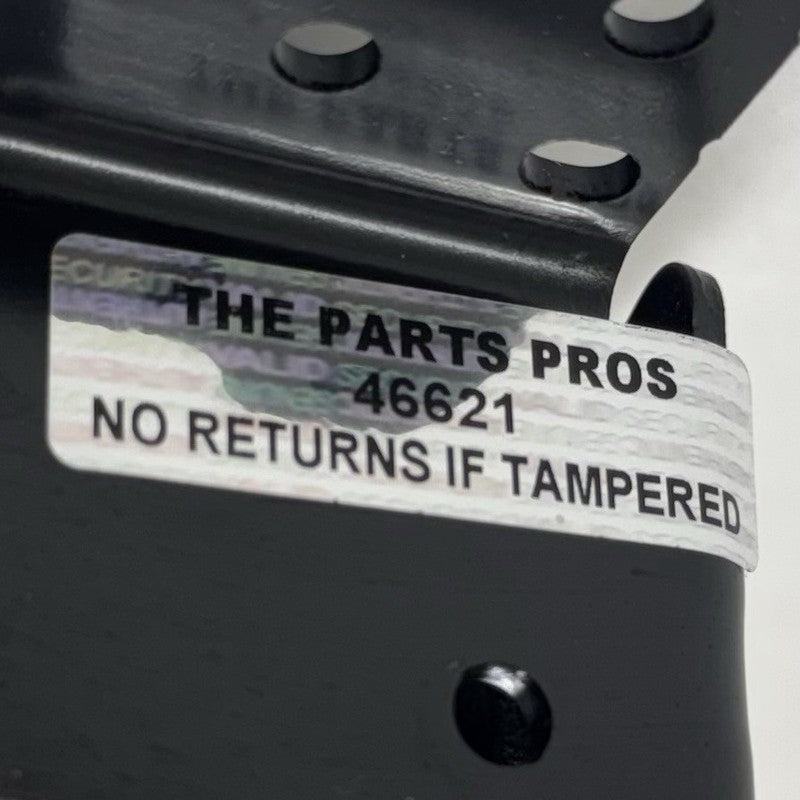 THE PARTS PROS
46621
NO RETURNS IF TAMPERED